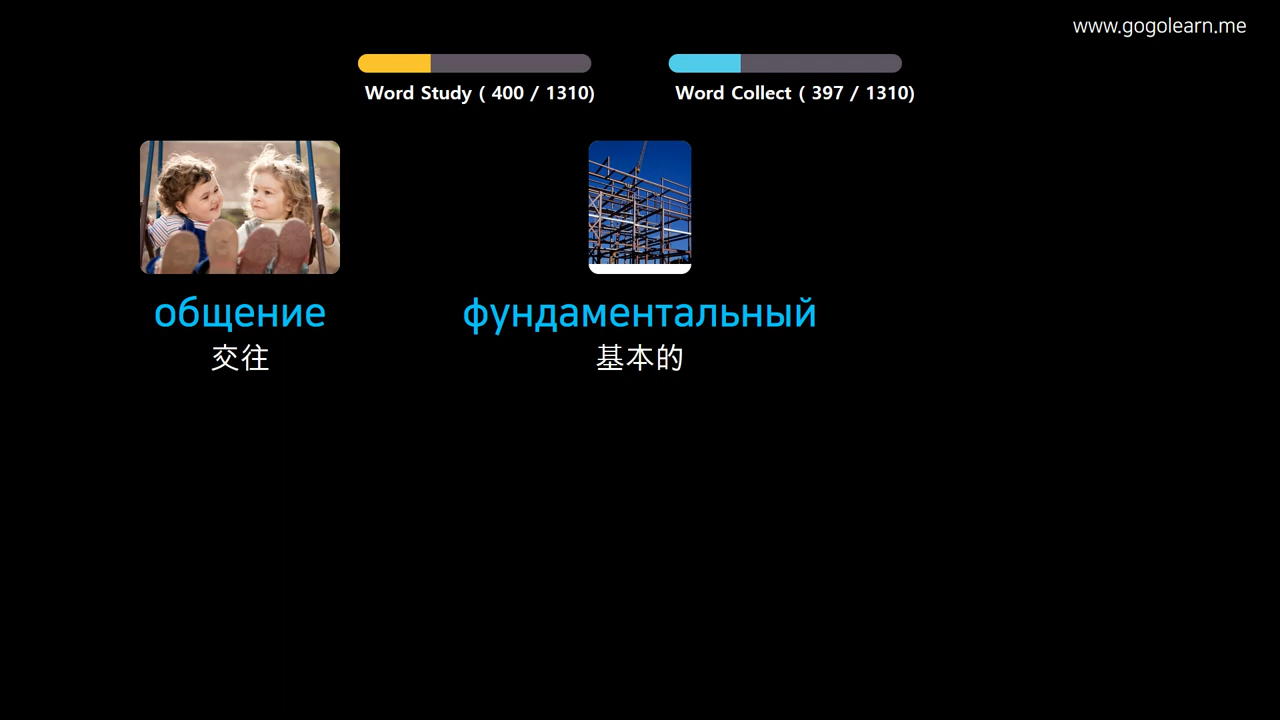 www.gogolearn.me
Word Study ( 400 / 1310)
Word Collect ( 397 / 1310)
общение
交往
фундаментальный
基本的